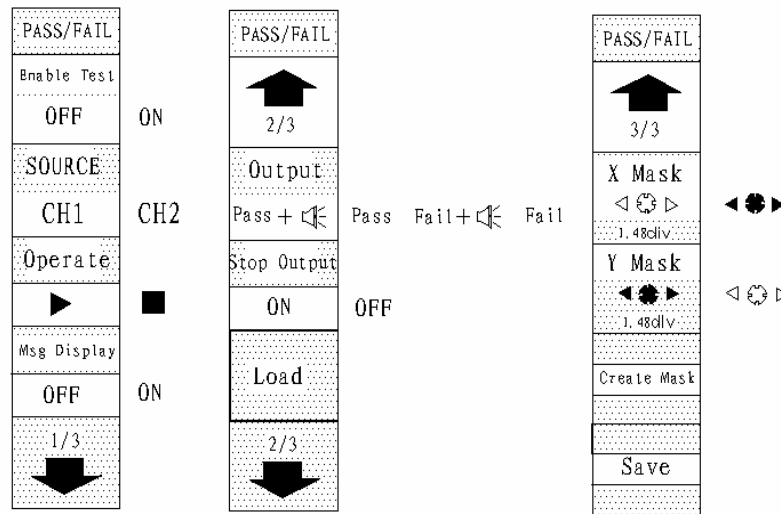 PASS/FAIL
Enable Test
OFF ON
SOURCE
CH1 CH2
Operate
Msg Display
OFF ON
1/3
PASS/FAIL
2/3
Output
Pass + Pass Fail+ Fail
Stop Output
ON OFF
Load
2/3
PASS/FAIL
3/3
X Mask
1.48div
Y Mask
1.48div
Create Mask
Save